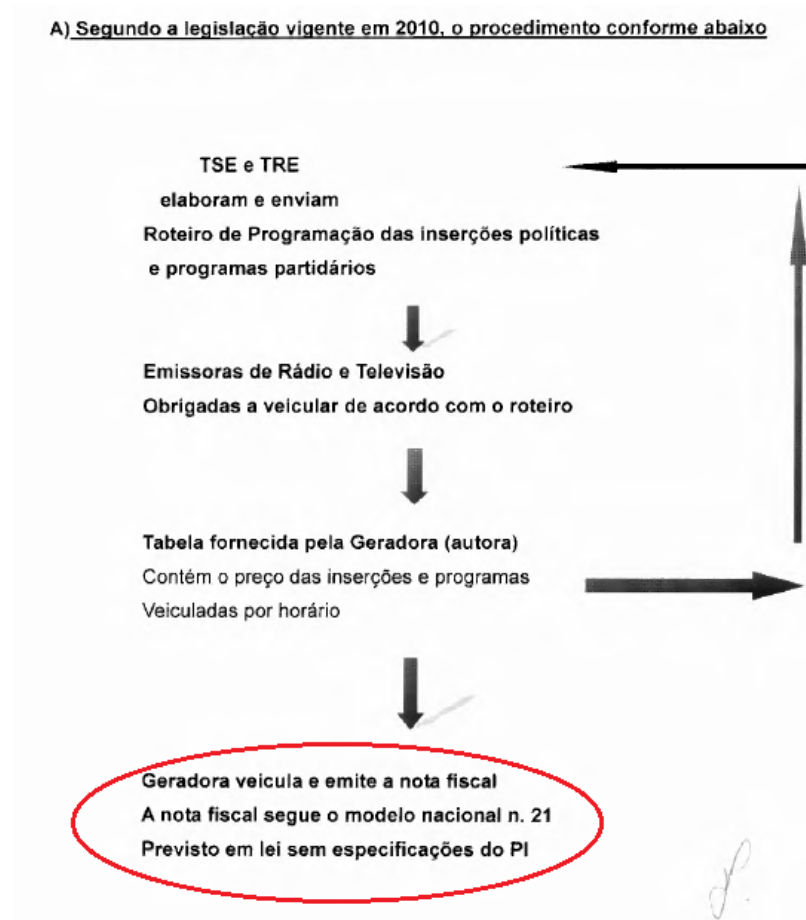 A) Segundo a legislação vigente em 2010, o procedimento conforme abaixo
TSE e TRE
elaboram e enviam
Roteiro de Programação das inserções políticas
e programas partidários
Emissoras de Rádio e Televisão
Obrigadas a veicular de acordo com o roteiro
Tabela fornecida pela Geradora (autora)
Contém o preço das inserções e programas
Veiculadas por horário
Geradora veicula e emite a nota fiscal
A nota fiscal segue o modelo nacional n. 21
Previsto em lei sem especificações do PI